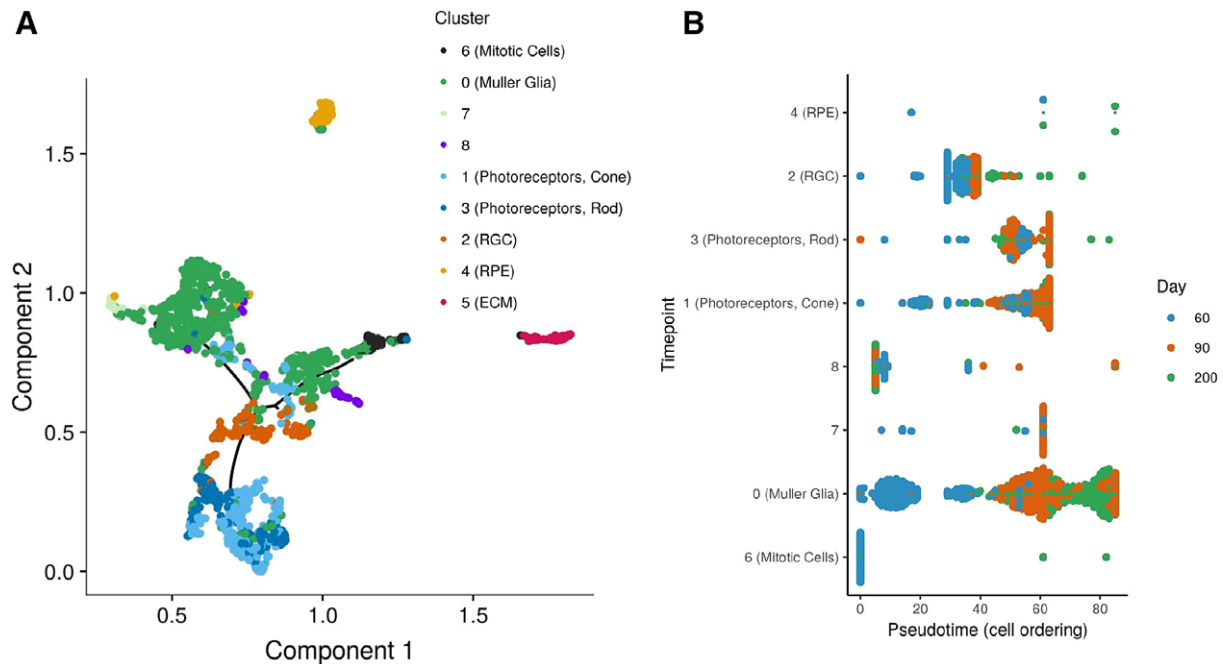 A
Cluster
6 (Mitotic Cells)
0 (Muller Glia)
7
8
1 (Photoreceptors, Cone)
3 (Photoreceptors, Rod)
2 (RGC)
4 (RPE)
5 (ECM)
Component 2
1.5
1.0
0.5
0.0
0.5
1.0
1.5
Component 1
B
Timepoint
4 (RPE)
2 (RGC)
3 (Photoreceptors, Rod)
1 (Photoreceptors, Cone)
8
7
0 (Muller Glia)
6 (Mitotic Cells)
0
20
40
60
80
Pseudotime (cell ordering)
Day
60
90
200